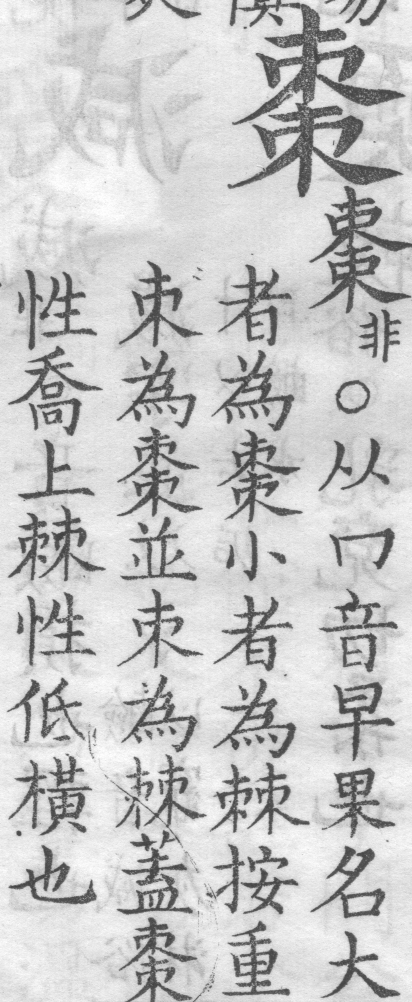 棗
非○从冂音早果名大
者為棗小者為棘按重
朿為棗並朿為棘蓋棗
性喬上棘性低橫也